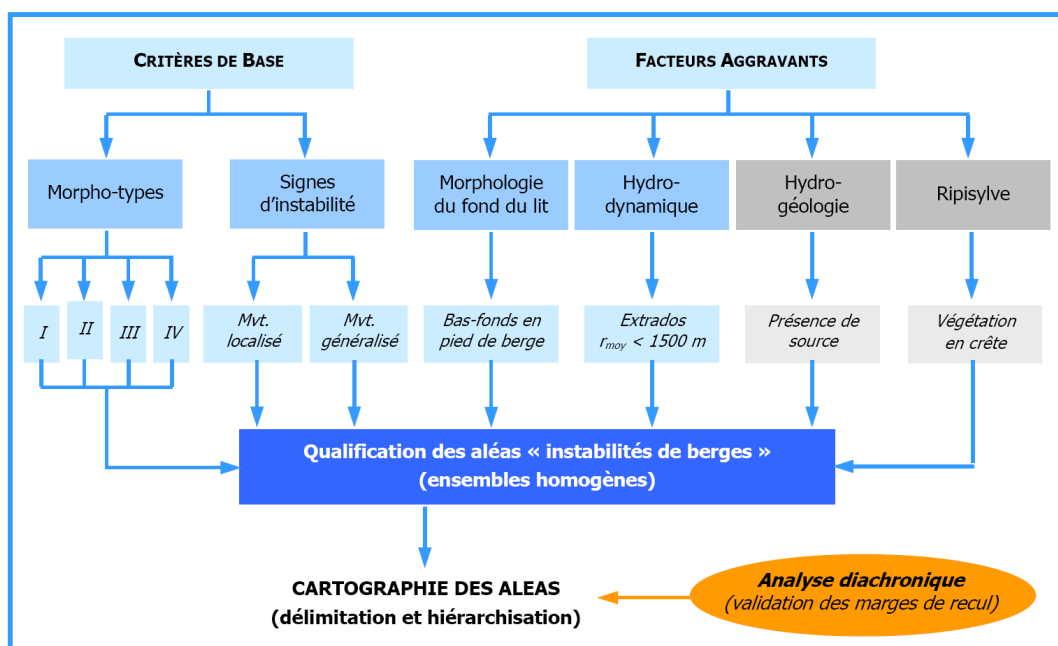 CRITÈRES DE BASE
FACTEURS AGGRAVANTS
Morpho-types
Signes
d'instabilité
Morphologie
du fond du lit
Hydro-
dynamique
Hydro-
géologie
Ripisylve
I
II
III
IV
Mvt.
localisé
Mvt.
généralisé
Bas-fonds en
pied de berge
Extrados
rmoy < 1500 m
Présence de
source
Végétation
en crête
Qualification des aléas « instabilités de berges »
(ensembles homogènes)
CARTOGRAPHIE DES ALEAS
(délimitation et hiérarchisation)
Analyse diachronique
(validation des marges de recul)